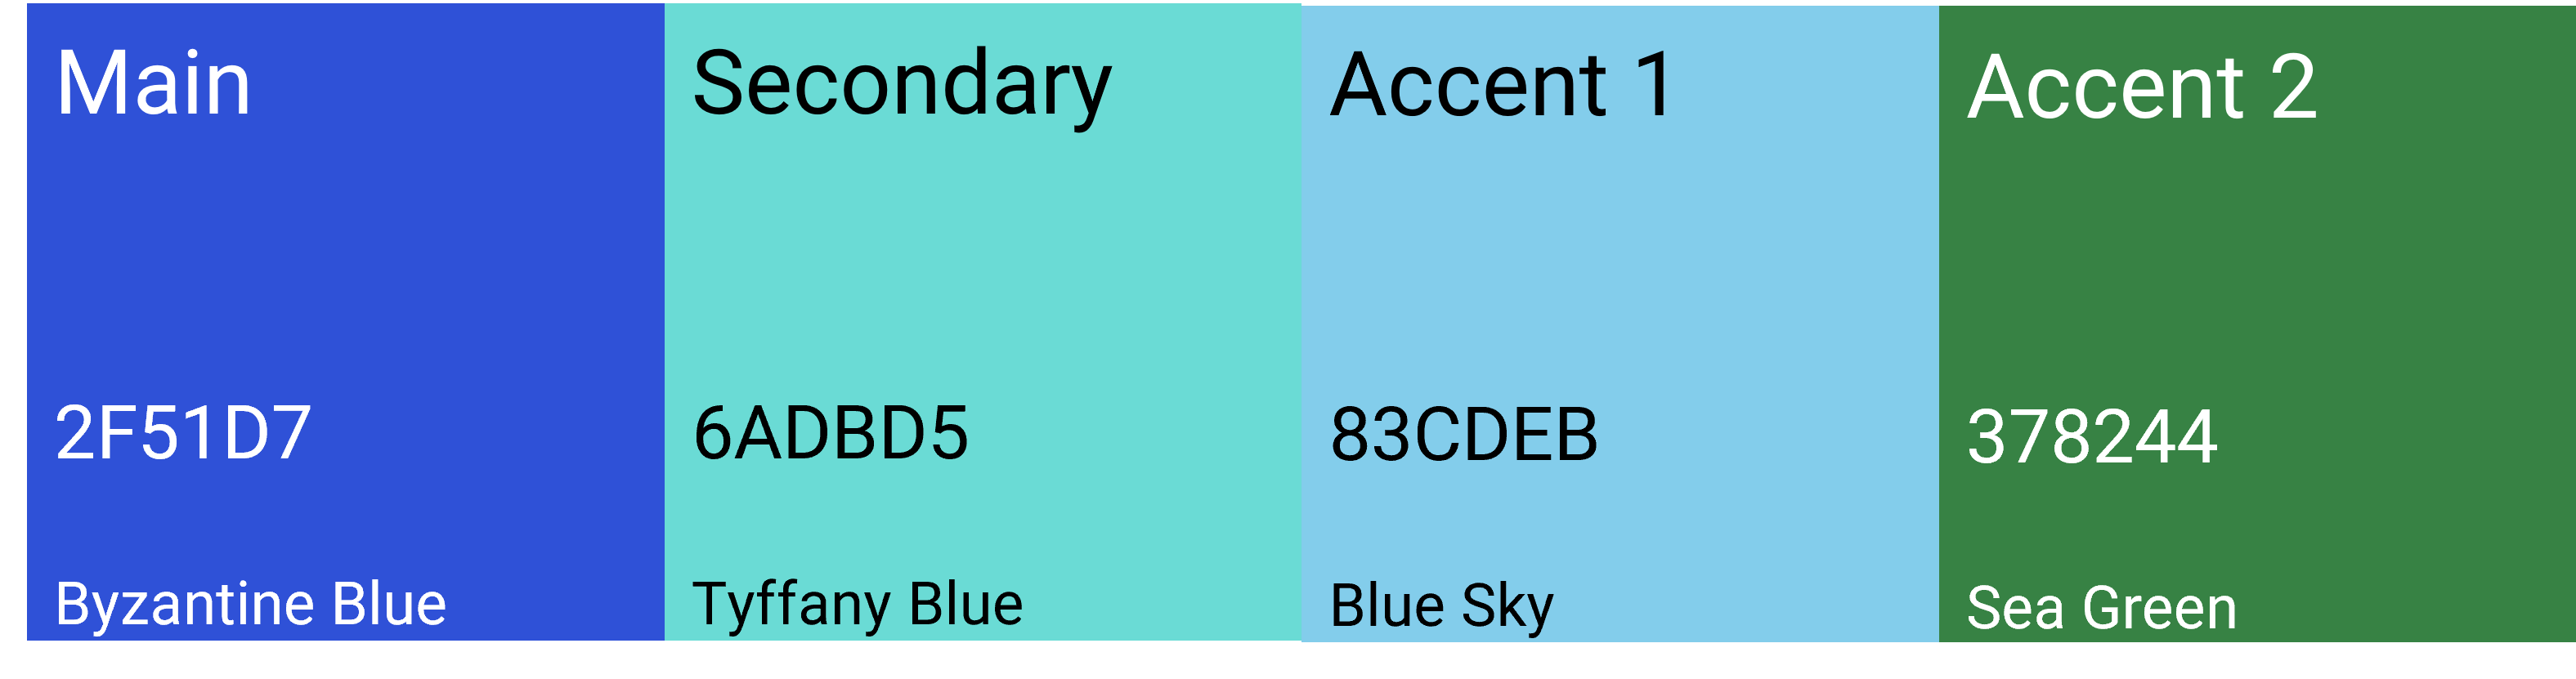 Main
2F51D7
Byzantine Blue
Secondary
6ADBD5
Tyffany Blue
Accent 1
83CDEB
Blue Sky
Accent 2
378244
Sea Green